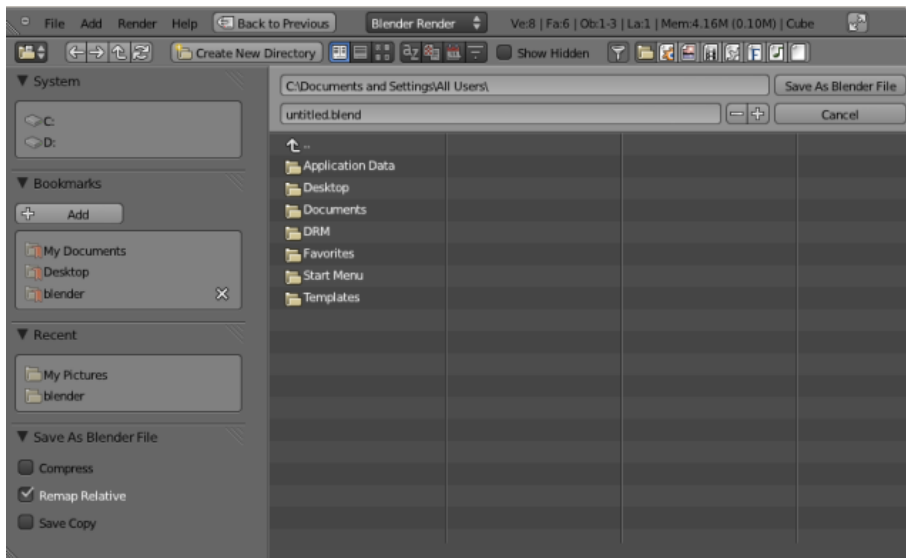 File Add Render Help Back to Previous Blender Render Ve:8 | Fa:6 | Ob:1-3 | La:1 | Mem:4.16M (0.10M) | Cube
Create New Directory Show Hidden
System
C:
D:
Bookmarks
Add
My Documents
Desktop
blender
Recent
My Pictures
blender
Save As Blender File
Compress
Remap Relative
Save Copy
C:\Documents and Settings\All Users\ Save As Blender File
untitled.blend Cancel
..
Application Data
Desktop
Documents
DRM
Favorites
Start Menu
Templates